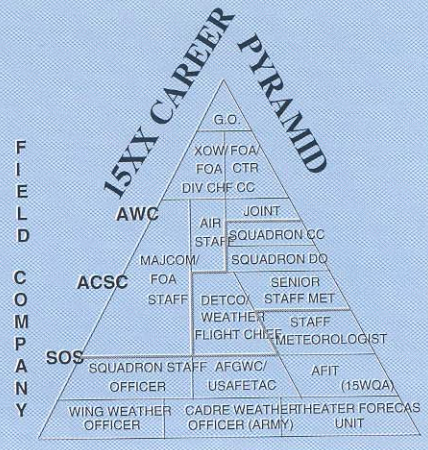 15XX CAREER PYRAMID
G.O.
XOW/ FOA/
FOA CTR
DIV CHF CC
AWC
JOINT
AIR
STAFF
SQUADRON CC
SQUADRON DO
MAJCOM/
FOA
STAFF
ACSC
SENIOR
STAFF MET
DETCO/
WEATHER
FLIGHT CHIEF
STAFF
METEOROLOGIST
SOS
SQUADRON STAFF
OFFICER
AFGWC/
USAFETAC
AFIT
(15WQA)
WING WEATHER
OFFICER
CADRE WEATHER
OFFICER (ARMY)
THEATER FORECAS
UNIT
FIELD
COMPANY